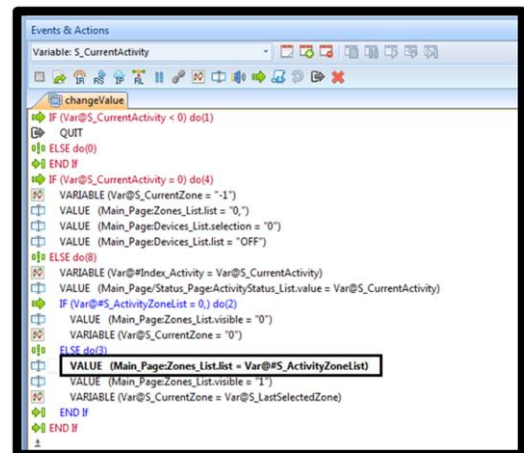 Events & Actions
Variable: S_CurrentActivity
IR RS IP RL
changeValue
IF (Var@S_CurrentActivity < 0) do(1)
QUIT
ELSE do(0)
END If
IF (Var@S_CurrentActivity = 0) do(4)
VARIABLE (Var@S_CurrentZone = "-1")
VALUE (Main_Page:Zones_List.list = "0,")
VALUE (Main_Page:Devices_List.selection = "0")
VALUE (Main_Page:Devices_List.list = "OFF")
ELSE do(8)
VARIABLE (Var@#Index_Activity = Var@S_CurrentActivity)
VALUE (Main_Page/Status_Page:ActivityStatus_List.value = Var@S_CurrentActivity)
IF (Var@#S_ActivityZoneList = 0,) do(2)
VALUE (Main_Page:Zones_List.visible = "0")
VARIABLE (Var@S_CurrentZone = "0")
ELSE do(3)
VALUE (Main_Page:Zones_List.list = Var@#S_ActivityZoneList)
VALUE (Main_Page:Zones_List.visible = "1")
VARIABLE (Var@S_CurrentZone = Var@S_LastSelectedZone)
END If
END If